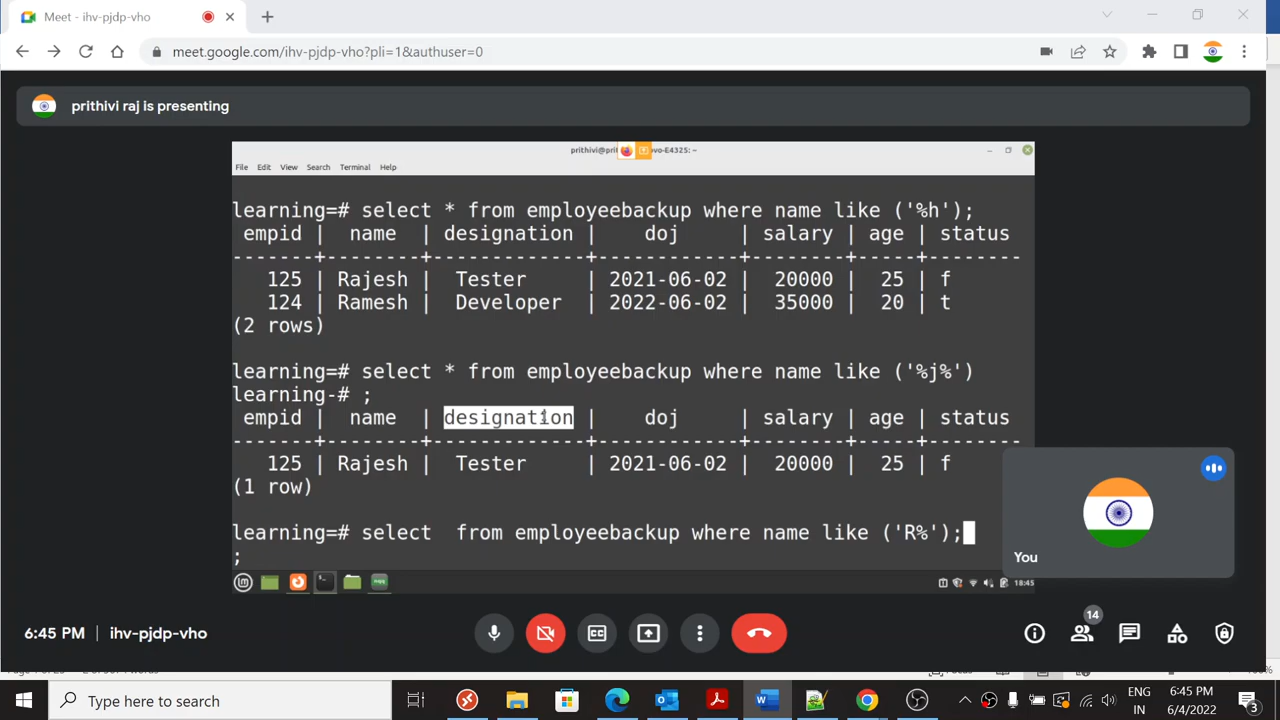 Meet - ihv-pjdp-vho
meet.google.com/ihv-pjdp-vho?pli=1&authuser=0
prithivi raj is presenting
File Edit View Search Terminal Help
learning=# select * from employeebackup where name like ('%h');
empid | name | designation | doj | salary | age | status
-------+--------+-------------+------------+--------+-----+--------
125 | Rajesh | Tester | 2021-06-02 | 20000 | 25 | f
124 | Ramesh | Developer | 2022-06-02 | 35000 | 20 | t
(2 rows)
learning=# select * from employeebackup where name like ('%j%')
learning-# ;
empid | name | designation | doj | salary | age | status
-------+--------+-------------+------------+--------+-----+--------
125 | Rajesh | Tester | 2021-06-02 | 20000 | 25 | f
(1 row)
learning=# select  from employeebackup where name like ('R%');
;
You
18:45
6:45 PM | ihv-pjdp-vho
14
Type here to search
ENG
IN
6:45 PM
6/4/2022
3